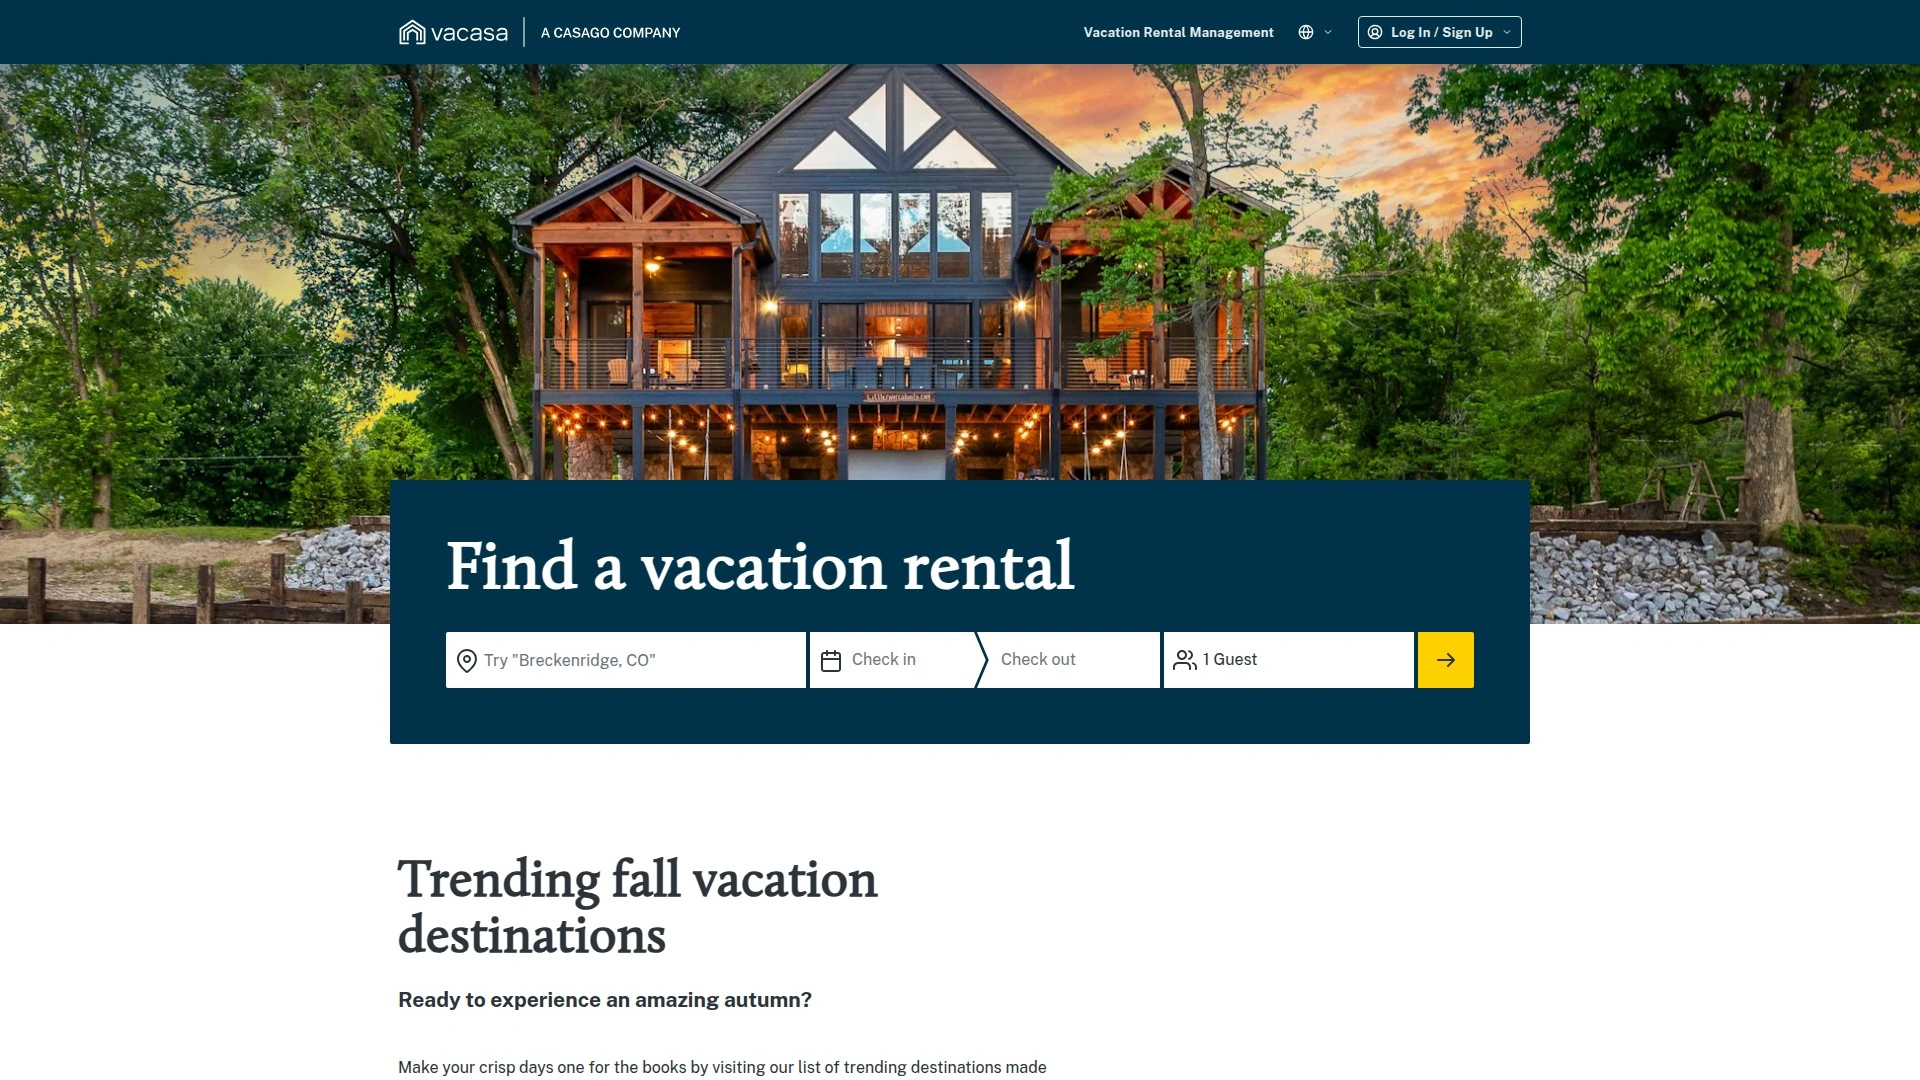 vacasa
A CASAGO COMPANY
Vacation Rental Management
Log In / Sign Up
Find a vacation rental
Try "Breckenridge, CO"
Check in
Check out
1 Guest
Trending fall vacation
destinations
Ready to experience an amazing autumn?
Make your crisp days one for the books by visiting our list of trending destinations made